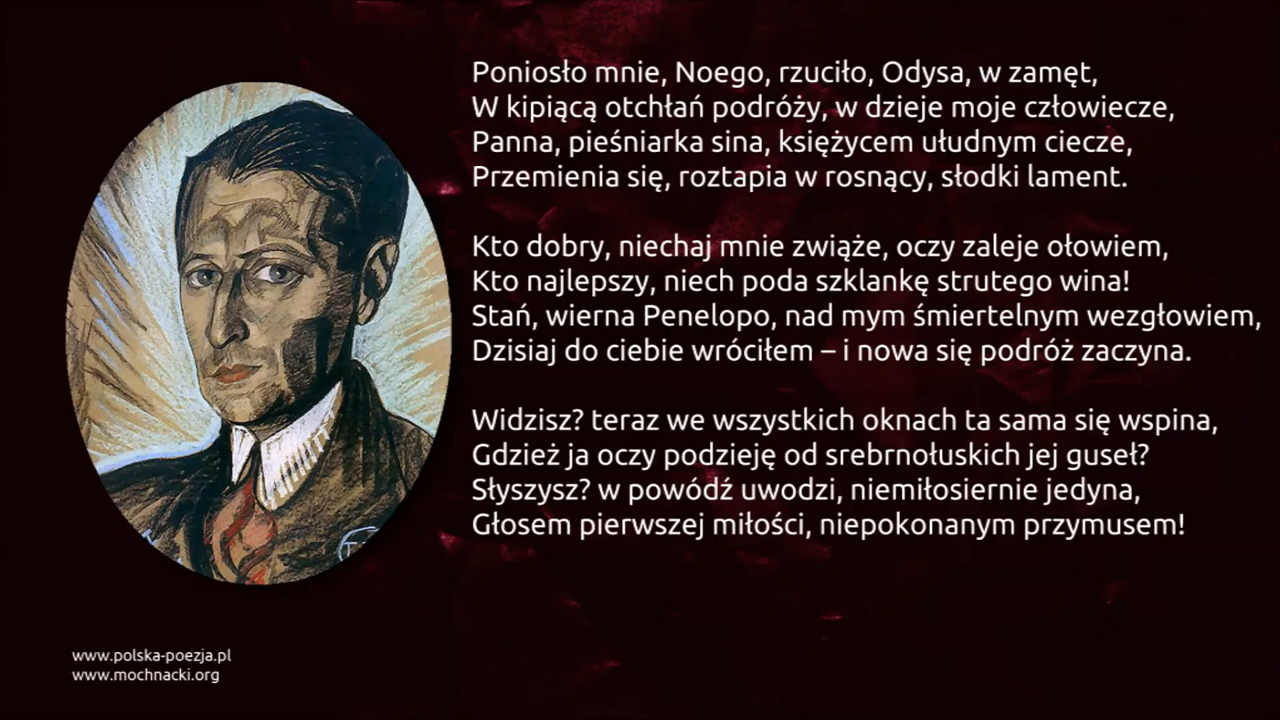 Poniosło mnie, Noego, rzuciło, Odysa, w zamęt,
W kipiącą otchłań podróży, w dzieje moje człowiecze,
Panna, pieśniarka sina, księżycem ułudnym ciecze,
Przemienia się, roztapia w rosnący, słodki lament.
Kto dobry, niechaj mnie zwiąże, oczy zaleje ołowiem,
Kto najlepszy, niech poda szklankę strutego wina!
Stań, wierna Penelopo, nad mym śmiertelnym wezgłowiem,
Dzisiaj do ciebie wróciłem – i nowa się podróż zaczyna.
Widzisz? teraz we wszystkich oknach ta sama się wspina,
Gdzież ja oczy podzieję od srebrnołuskich jej guseł?
Słyszysz? w powódź uwodzi, niemiłosiernie jedyna,
Głosem pierwszej miłości, niepokonanym przymusem!
www.polska-poezja.pl
www.mochnacki.org